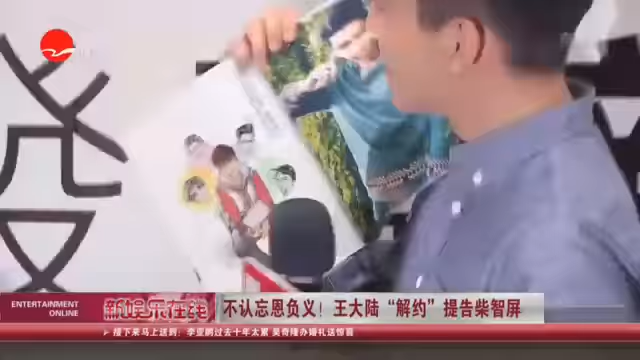 不认忘恩负义！王大陆“解约”提告柴智屏
ENTERTAINMENT
ONLINE
新娱乐在线
接下来马上送到：李亚鹏过去十年太累 吴奇隆办婚礼送惊喜